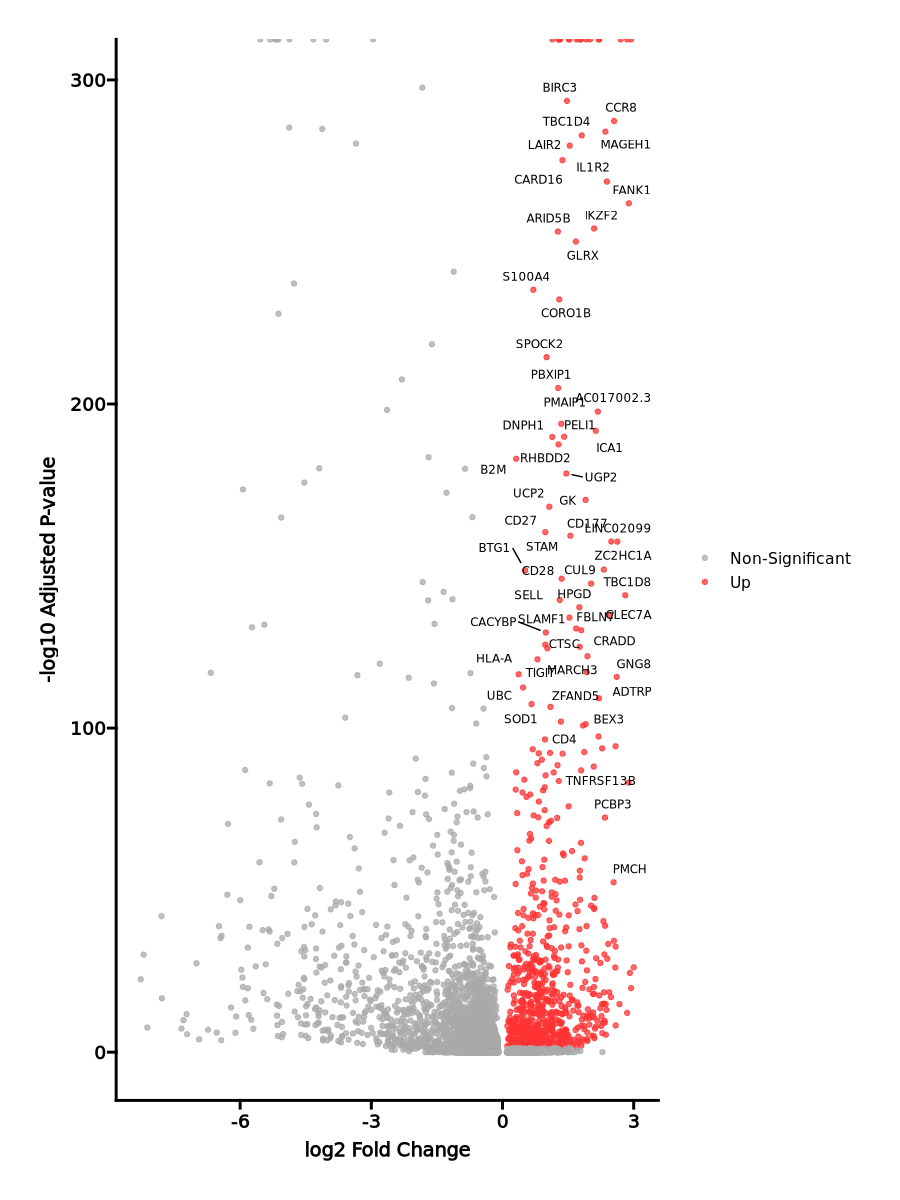 300
BIRC3
CCR8
TBC1D4
LAIR2
MAGEH1
IL1R2
CARD16
FANK1
IKZF2
ARID5B
GLRX
S100A4
CORO1B
SPOCK2
PBXIP1
AC017002.3
PMAIP1
200
DNPH1
PELI1
ICA1
RHBDD2
B2M
UGP2
UCP2
GK
CD27
CD177
LINC02099
STAM
BTG1
ZC2HC1A
CD28
CUL9
TBC1D8
SELL
HPGD
CLEC7A
SLAMF1
FBLN7
CACYBP
CTSC
CRADD
HLA-A
GNG8
MARCH3
TIGIT
ADTRP
UBC
ZFAND5
SOD1
BEX3
100
CD4
TNFRSF13B
PCBP3
PMCH
0
-6
-3
0
3
log2 Fold Change
-log10 Adjusted P-value
Non-Significant
Up